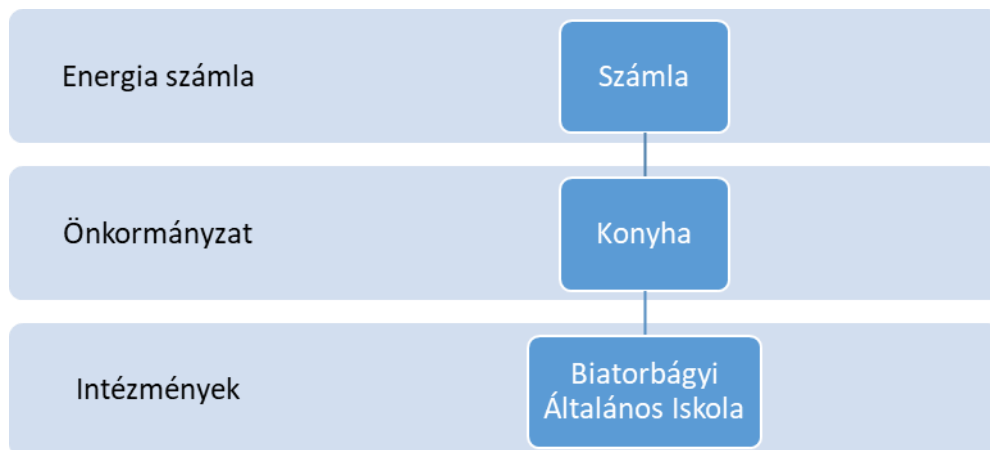 Energia számla
Számla
Önkormányzat
Konyha
Intézmények
Biatorbágyi
Általános Iskola